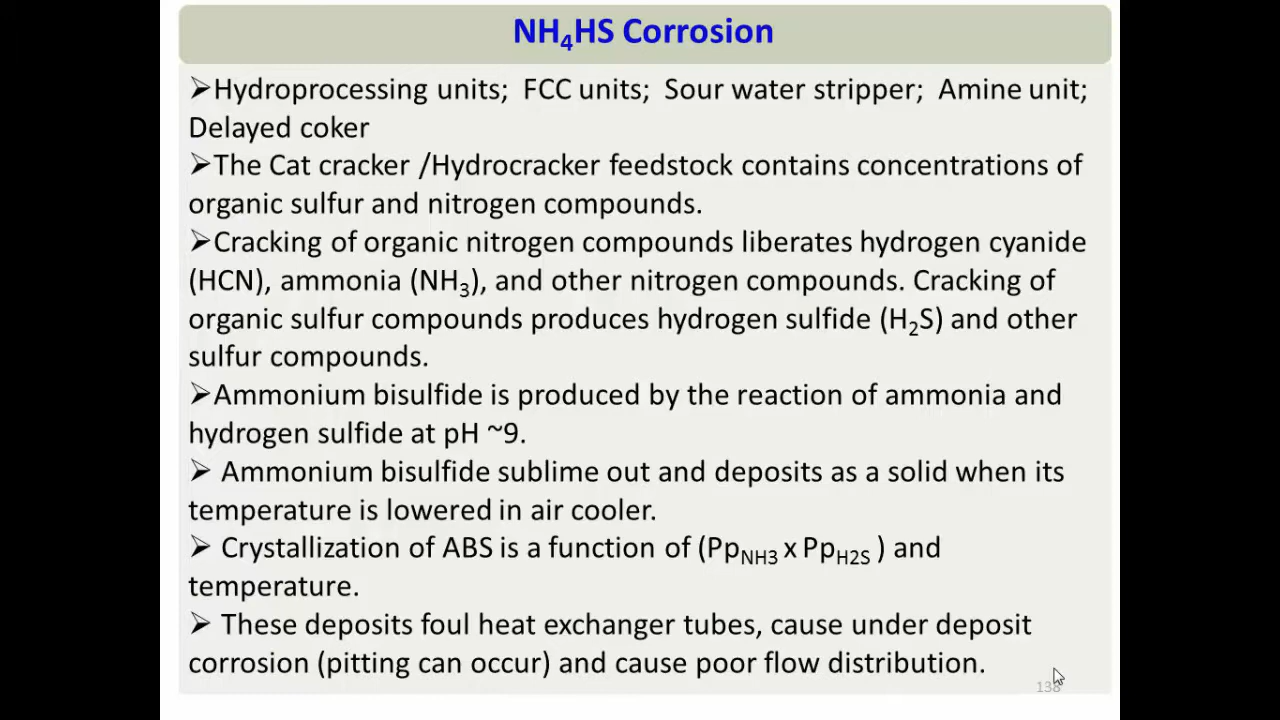 NH₄HS Corrosion
➢Hydroprocessing units; FCC units; Sour water stripper; Amine unit;
Delayed coker
➢The Cat cracker /Hydrocracker feedstock contains concentrations of
organic sulfur and nitrogen compounds.
➢Cracking of organic nitrogen compounds liberates hydrogen cyanide
(HCN), ammonia (NH₃), and other nitrogen compounds. Cracking of
organic sulfur compounds produces hydrogen sulfide (H₂S) and other
sulfur compounds.
➢Ammonium bisulfide is produced by the reaction of ammonia and
hydrogen sulfide at pH ~9.
➢ Ammonium bisulfide sublime out and deposits as a solid when its
temperature is lowered in air cooler.
➢ Crystallization of ABS is a function of (Pp NH3 x Pp H2S ) and
temperature.
➢ These deposits foul heat exchanger tubes, cause under deposit
corrosion (pitting can occur) and cause poor flow distribution.
138